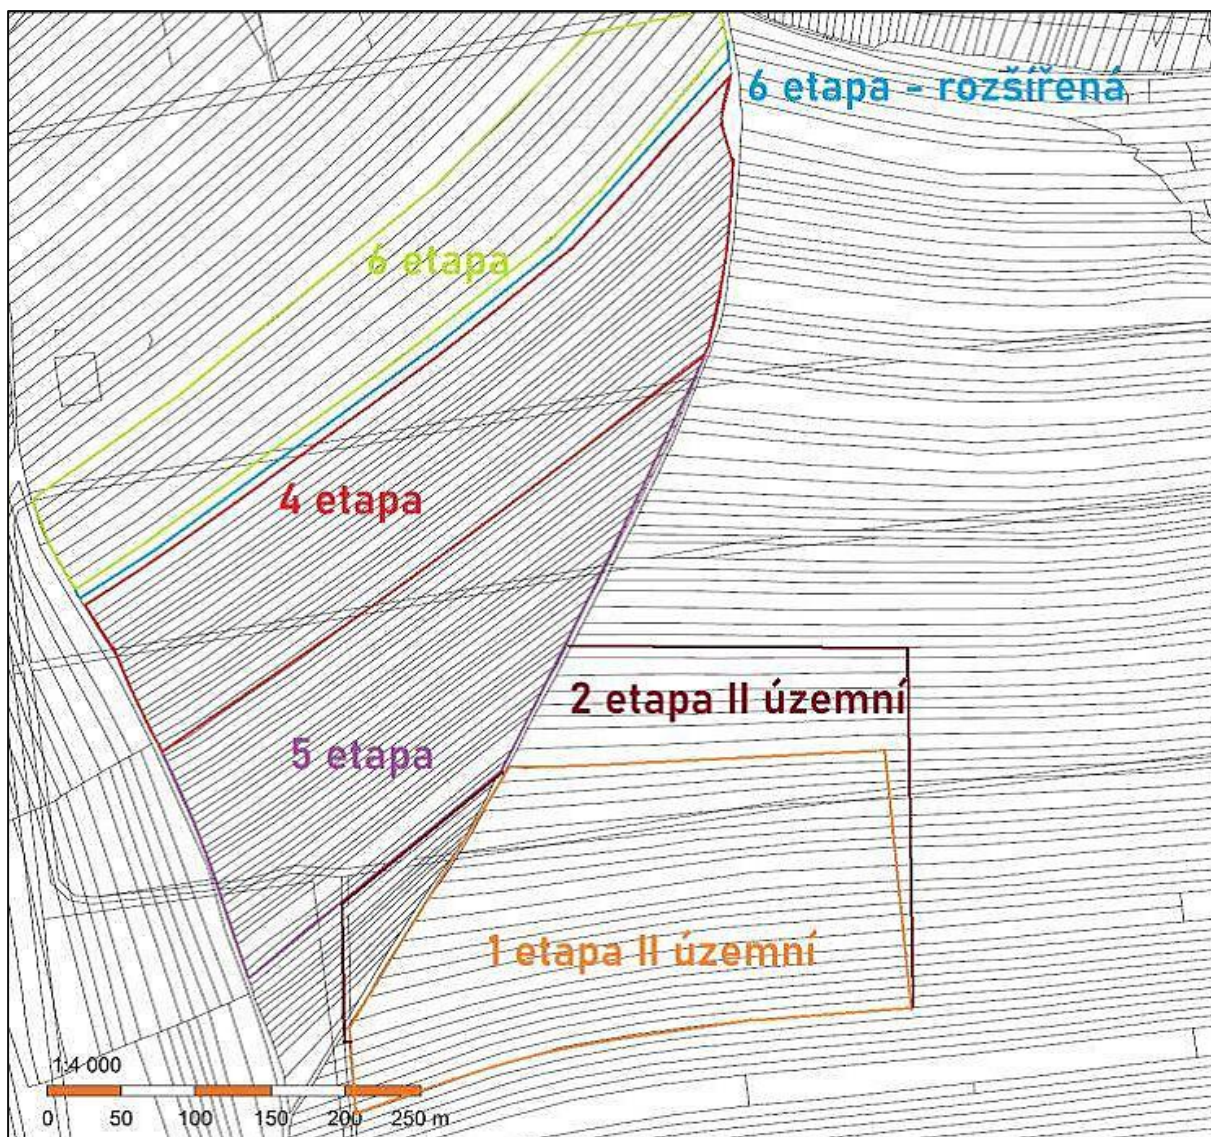 6 etapa - rozšířená
6 etapa
4 etapa
2 etapa II územní
5 etapa
1 etapa II územní
1:4 000
0 50 100 150 200 250 m